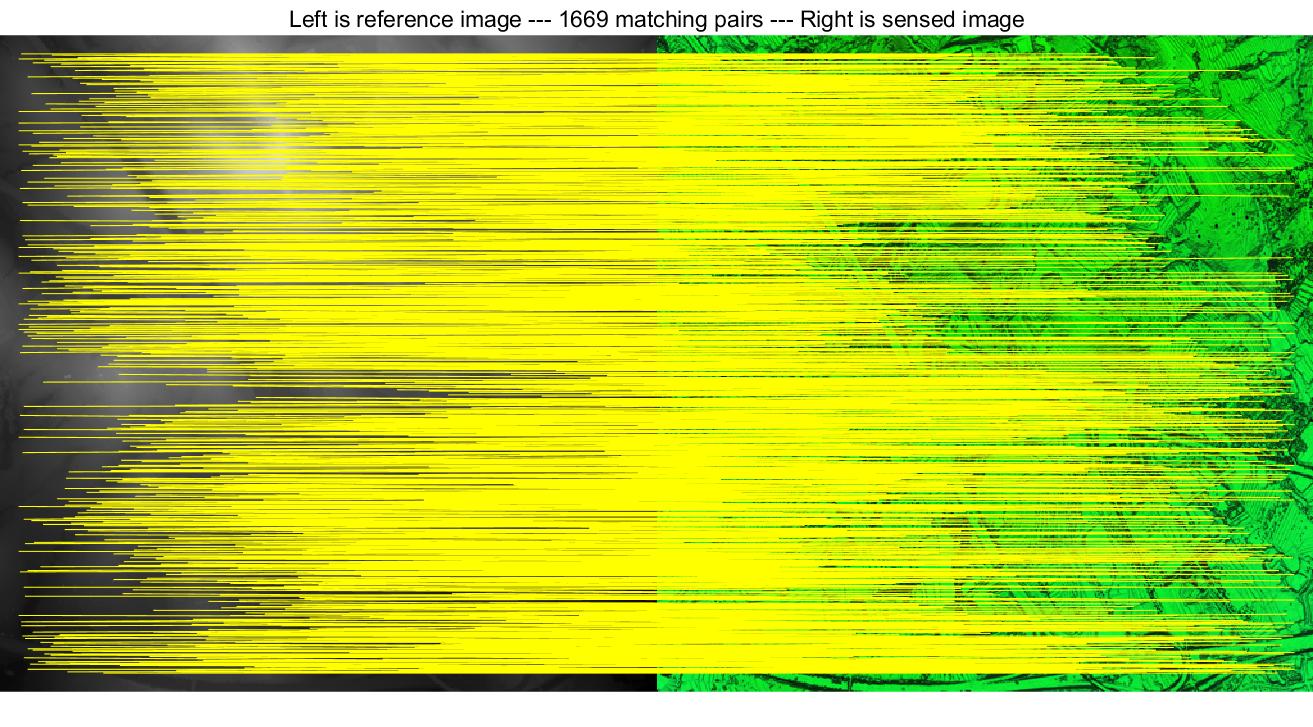 Left is reference image --- 1669 matching pairs --- Right is sensed image